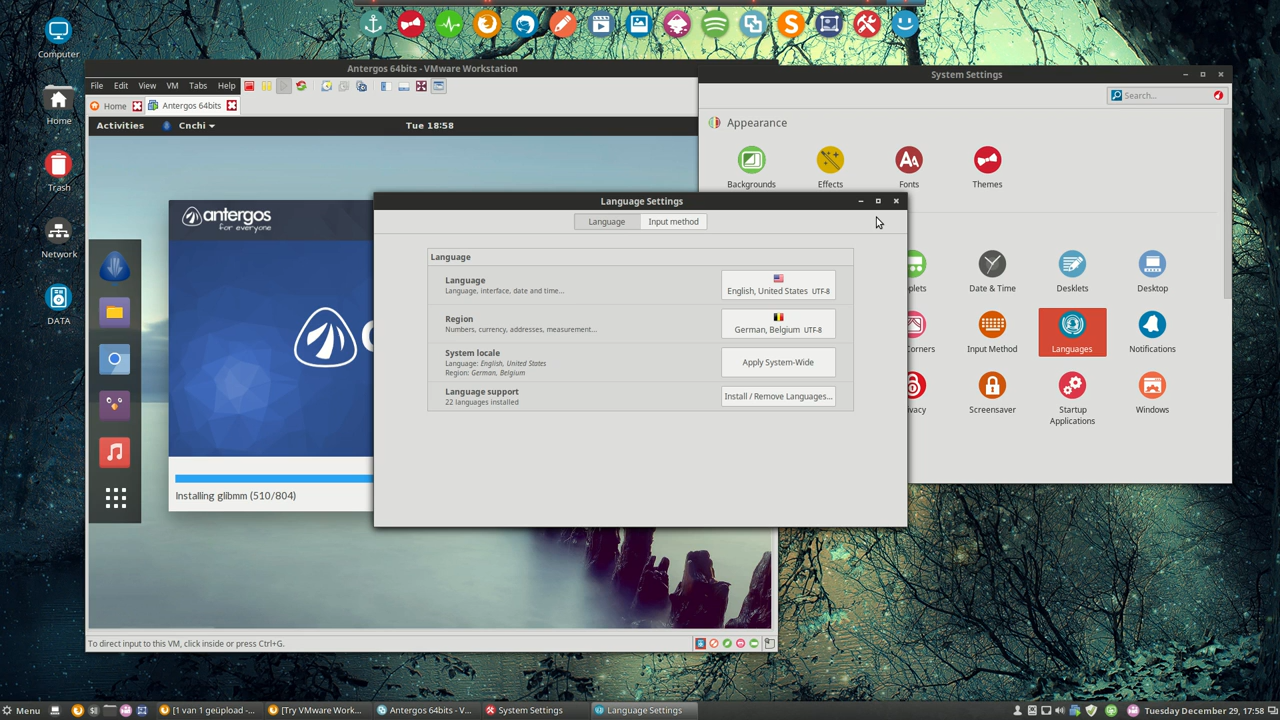 Computer
Home
Trash
Network
DATA
Antergos 64bits - VMware Workstation
File Edit View VM Tabs Help
Home Antergos 64bits
Activities Cnchi Tue 18:58
antergos
for everyone
Installing glibmm (510/804)
To direct input to this VM, click inside or press Ctrl+G.
System Settings
Search...
Appearance
Backgrounds Effects Fonts Themes
Date & Time Desklets Desktop
Corners Input Method Languages Notifications
Screensaver Startup Applications Windows
Language Settings
Language Input method
Language
Language
Language, interface, date and time...
English, United States UTF-8
Region
Numbers, currency, addresses, measurement...
German, Belgium UTF-8
System locale
Language: English, United States
Region: German, Belgium
Apply System-Wide
Language support
22 languages installed
Install / Remove Languages...
Menu [1 van 1 geüpload -... [Try VMware Work... Antergos 64bits - V... System Settings Language Settings Tuesday December 29, 17:58